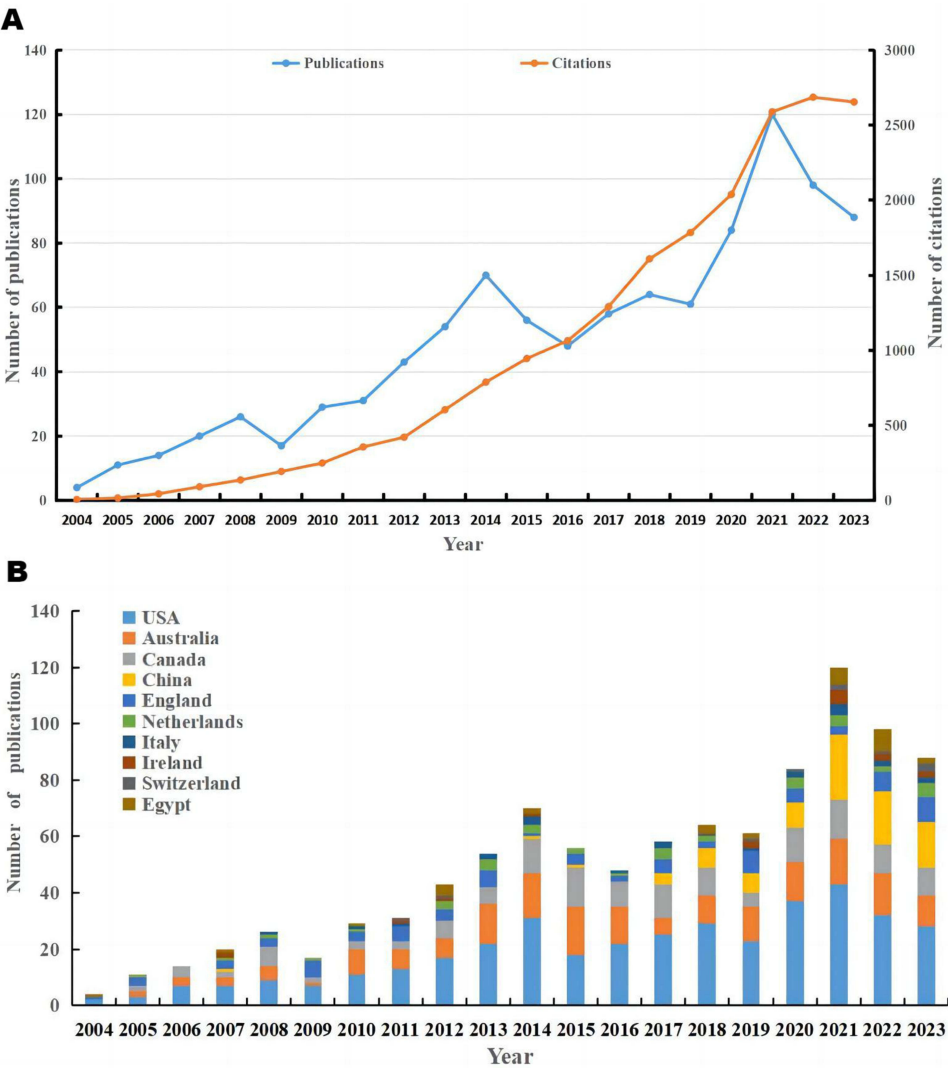 A
Publications Citations
140 3000
120 2500
100 2000
80 1500
60 1000
40 500
20 0
0
Number of publications
Number of citations
2004 2005 2006 2007 2008 2009 2010 2011 2012 2013 2014 2015 2016 2017 2018 2019 2020 2021 2022 2023
Year
B
140
120
100
80
60
40
20
0
Number of publications
USA
Australia
Canada
China
England
Netherlands
Italy
Ireland
Switzerland
Egypt
2004 2005 2006 2007 2008 2009 2010 2011 2012 2013 2014 2015 2016 2017 2018 2019 2020 2021 2022 2023
Year